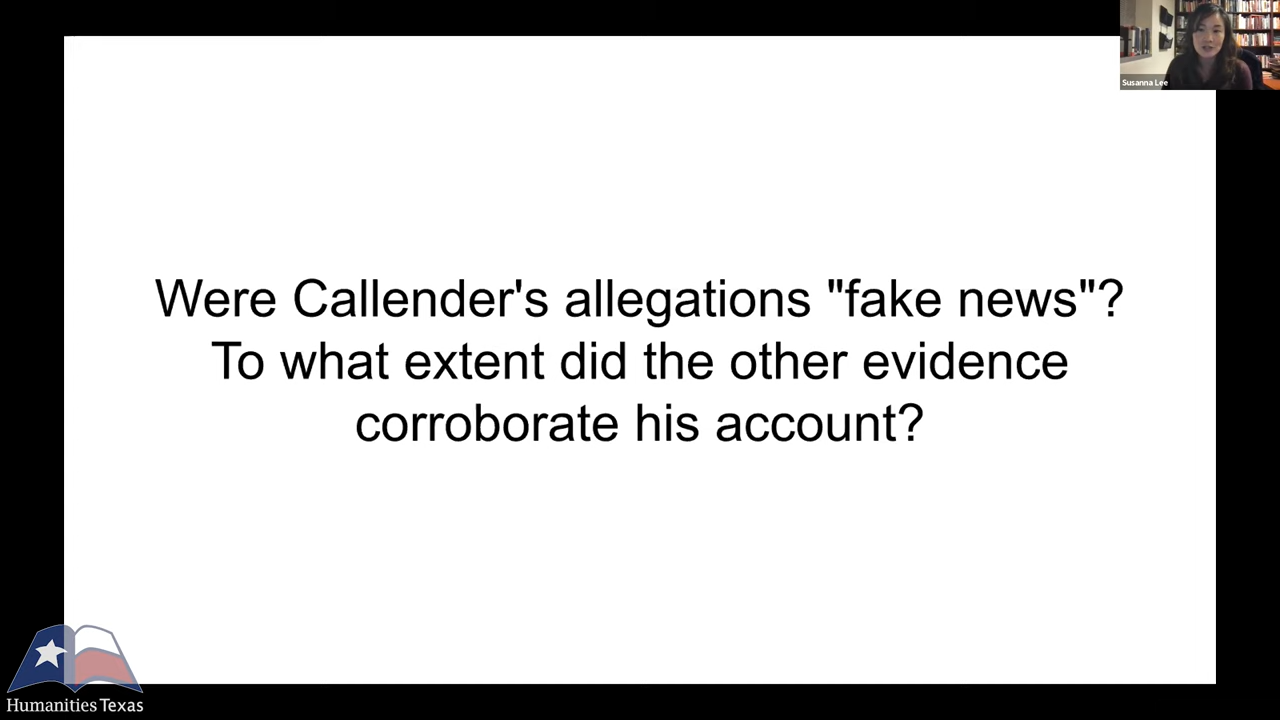 Susanna Lee
Were Callender's allegations "fake news"?
To what extent did the other evidence
corroborate his account?
Humanities Texas